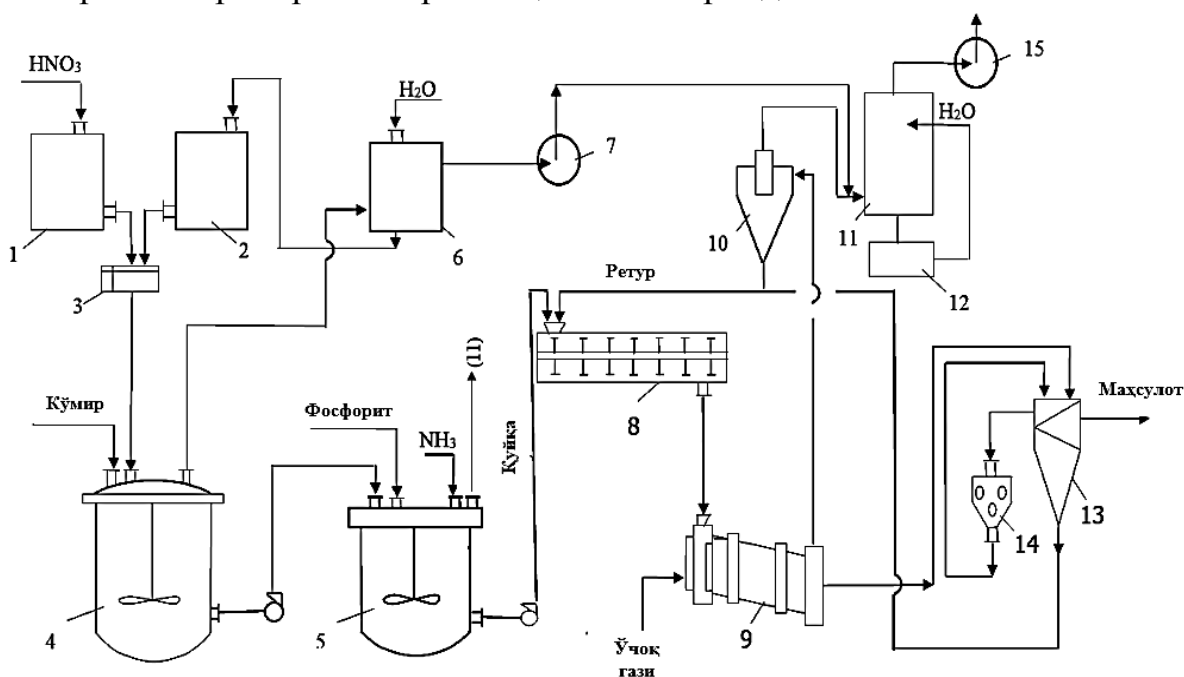 HNO₃
H₂O
15
H₂O
7
1
2
6
10
11
3
Ретур
12
(11)
Кўмир
Фосфорит
NH₃
Қуйқа
8
Маҳсулот
13
14
4
5
9
Ўчоқ
гази